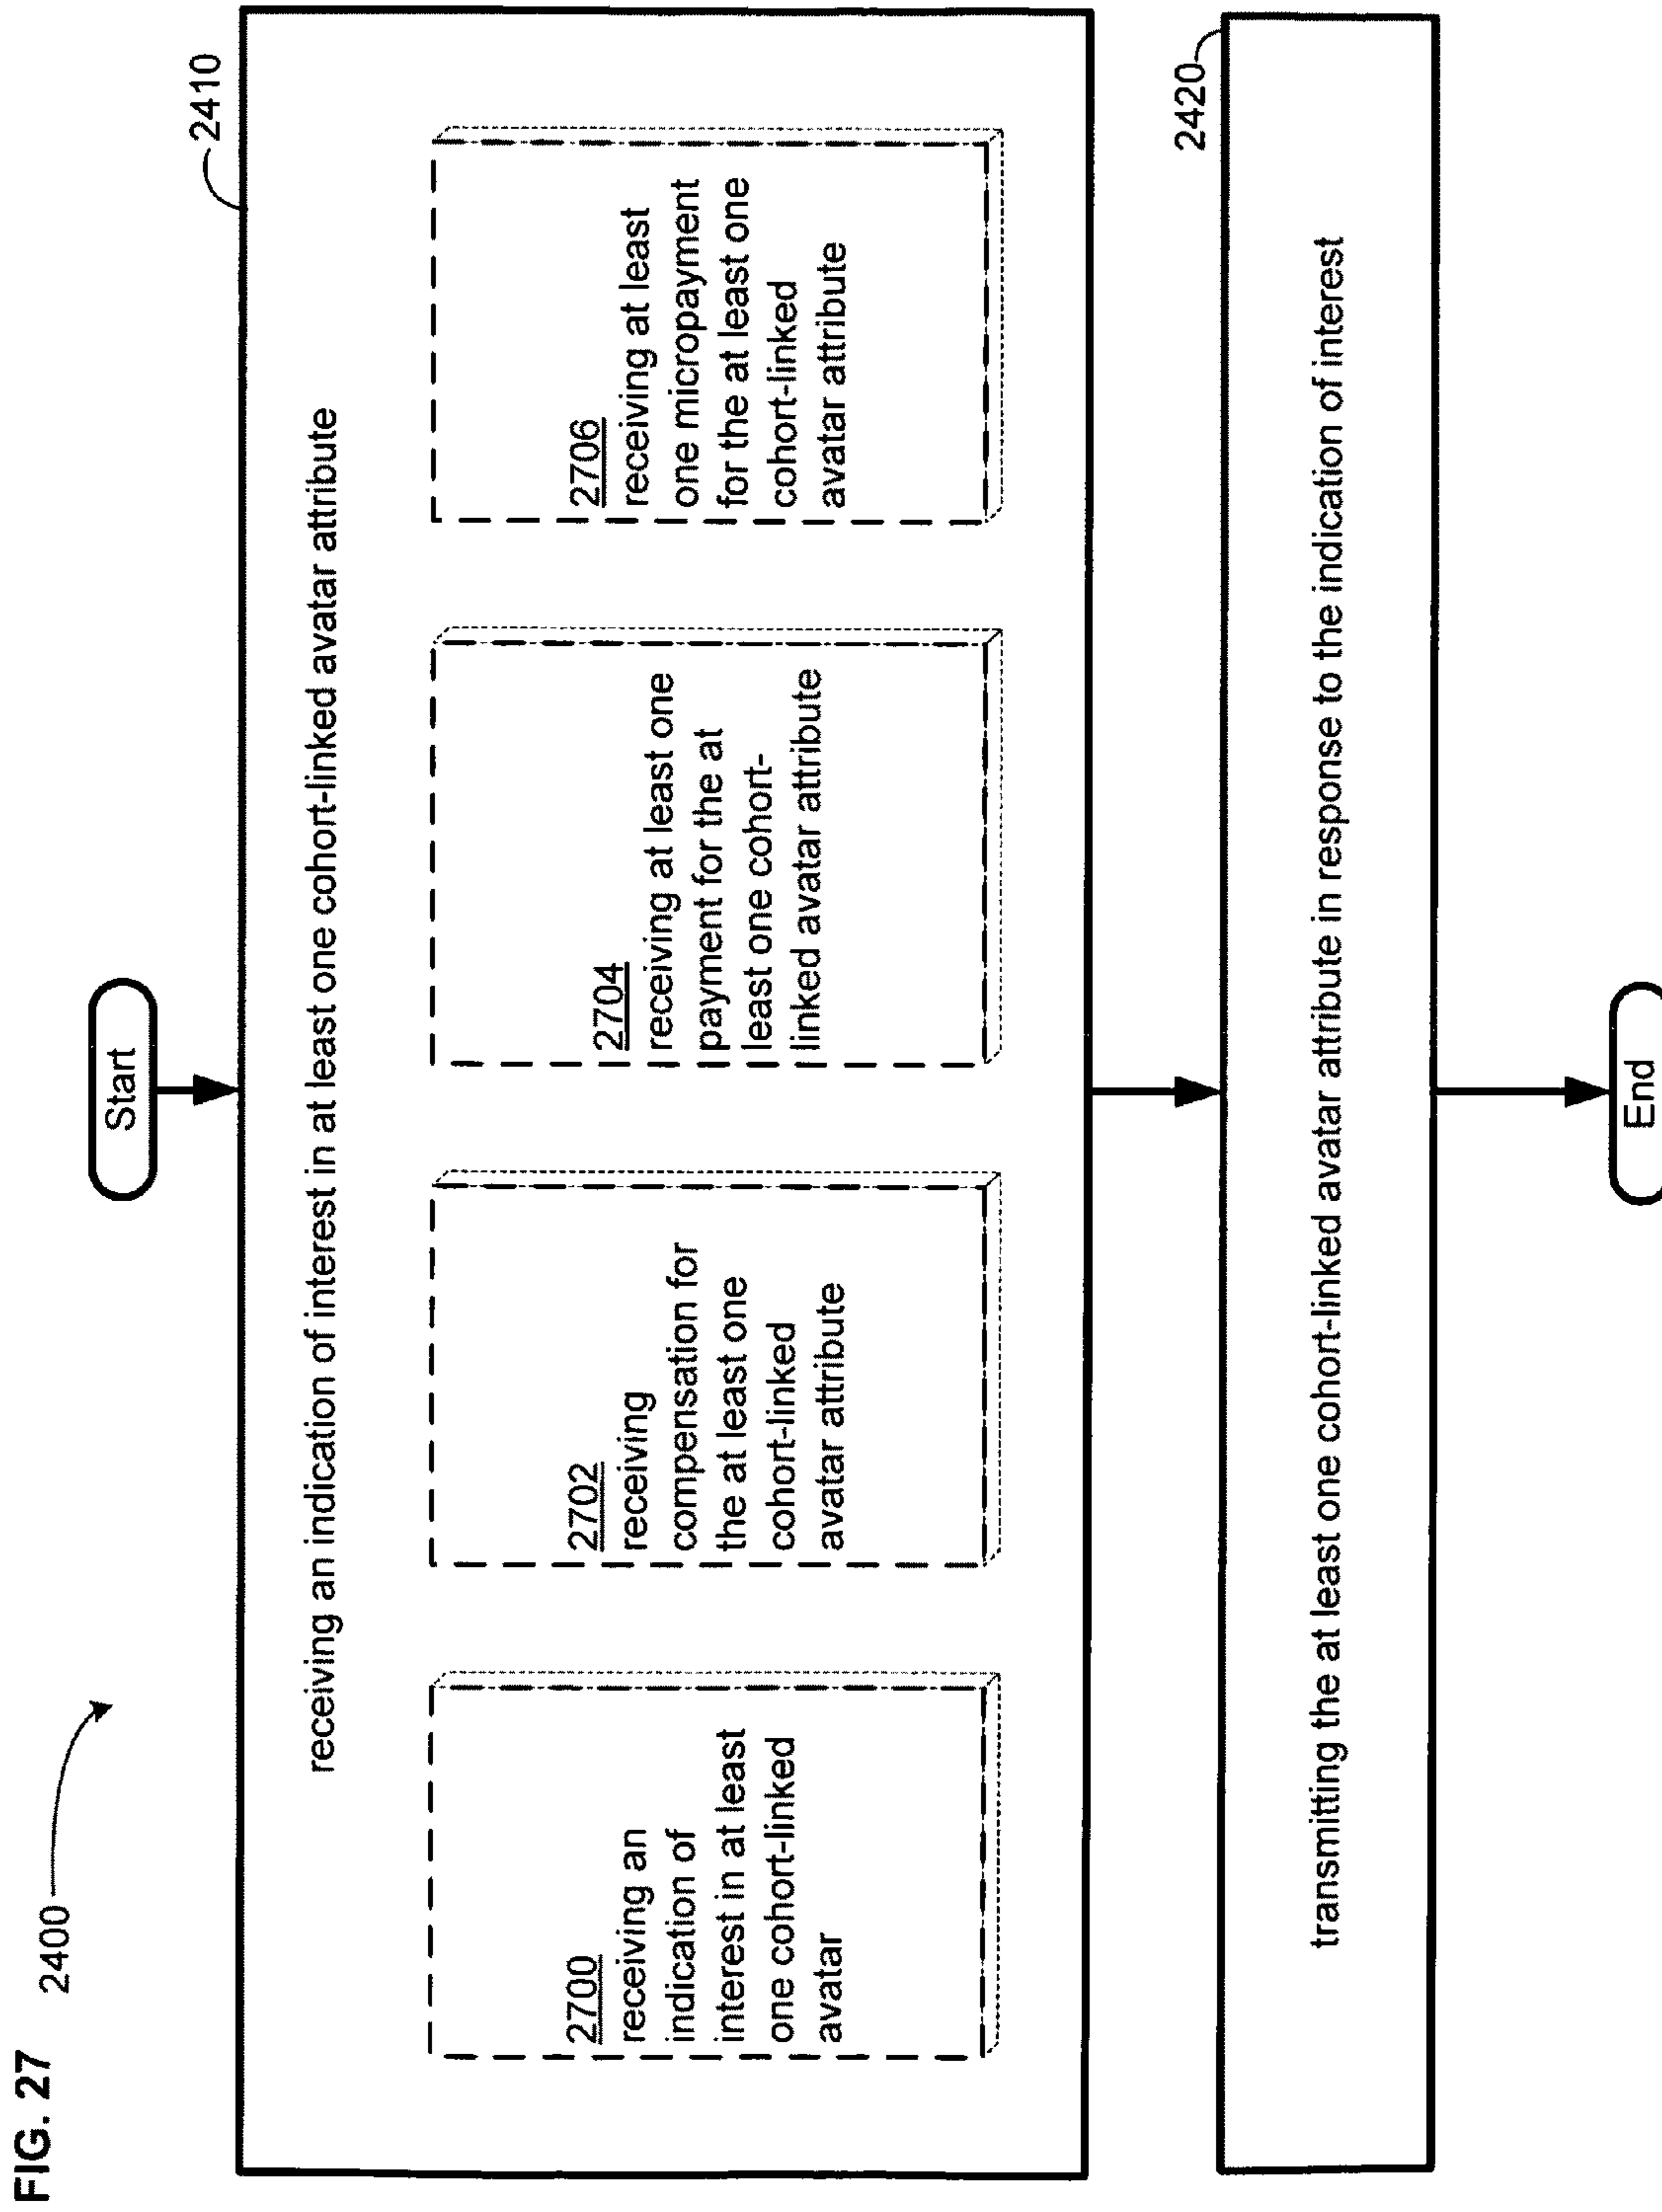 FIG. 27
2400
Start
2410
receiving an indication of interest in at least one cohort-linked avatar attribute
2700
receiving an
indication of
interest in at least
one cohort-linked
avatar
2702
receiving
compensation for
the at least one
cohort-linked
avatar attribute
2704
receiving at least one
payment for the at
least one cohort-
linked avatar attribute
2706
receiving at least
one micropayment
for the at least one
cohort-linked
avatar attribute
2420
transmitting the at least one cohort-linked avatar attribute in response to the indication of interest
End